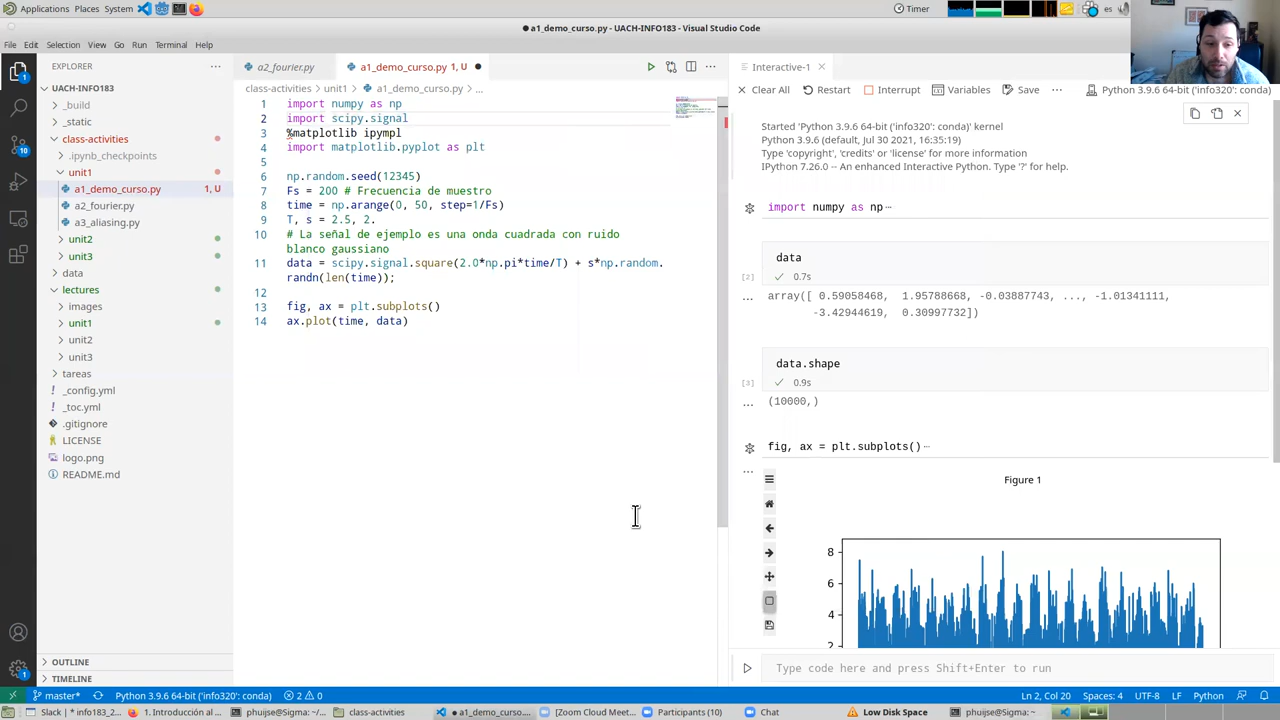 Applications Places System Timer es
a1_demo_curso.py - UACH-INFO183 - Visual Studio Code
File Edit Selection View Go Run Terminal Help
EXPLORER
UACH-INFO183
_build
_static
class-activities
.ipynb_checkpoints
unit1
a1_demo_curso.py 1, U
a2_fourier.py
a3_aliasing.py
unit2
unit3
data
lectures
images
unit1
unit2
unit3
tareas
_config.yml
_toc.yml
.gitignore
LICENSE
logo.png
README.md
OUTLINE
TIMELINE
a2_fourier.py a1_demo_curso.py 1, U
class-activities > unit1 > a1_demo_curso.py > ...
1 import numpy as np
2 import scipy.signal
3 %matplotlib ipympl
4 import matplotlib.pyplot as plt
5
6 np.random.seed(12345)
7 Fs = 200 # Frecuencia de muestro
8 time = np.arange(0, 50, step=1/Fs)
9 T, s = 2.5, 2.
10 # La señal de ejemplo es una onda cuadrada con ruido
blanco gaussiano
11 data = scipy.signal.square(2.0*np.pi*time/T) + s*np.random.
randn(len(time));
12
13 fig, ax = plt.subplots()
14 ax.plot(time, data)
Interactive-1
Clear All Restart Interrupt Variables Save Python 3.9.6 64-bit ('info320': conda)
Started 'Python 3.9.6 64-bit ('info320': conda)' kernel
Python 3.9.6 (default, Jul 30 2021, 16:35:19)
Type 'copyright', 'credits' or 'license' for more information
IPython 7.26.0 -- An enhanced Interactive Python. Type '?' for help.
import numpy as np
data
[2] 0.7s
array([ 0.59058468, 1.95788668, -0.03887743, ..., -1.01341111,
-3.42944619, 0.30997732])
data.shape
[3] 0.9s
(10000,)
fig, ax = plt.subplots()
Figure 1
8
6
4
2
Type code here and press Shift+Enter to run
master* Python 3.9.6 64-bit ('info320': conda) 2 0 Ln 2, Col 20 Spaces: 4 UTF-8 LF Python
Slack | * info183_2... 1. Introducción al ... phuijse@Sigma: ~/... class-activities a1_demo_curso.... [Zoom Cloud Meet... Participants (10) Chat Low Disk Space phuijse@Sigma: ~